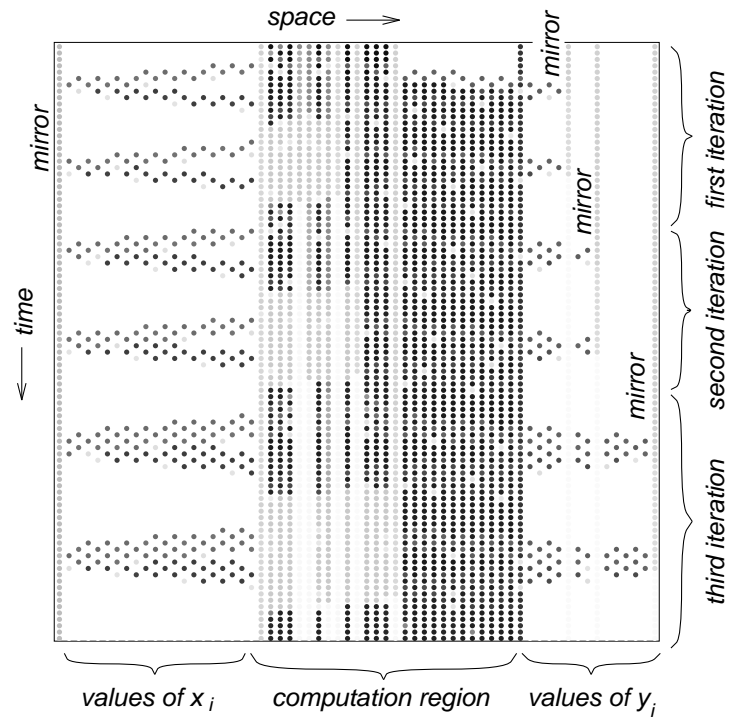 space
mirror
mirror
mirror
mirror
time
first iteration
second iteration
third iteration
values of x i
computation region
values of y i